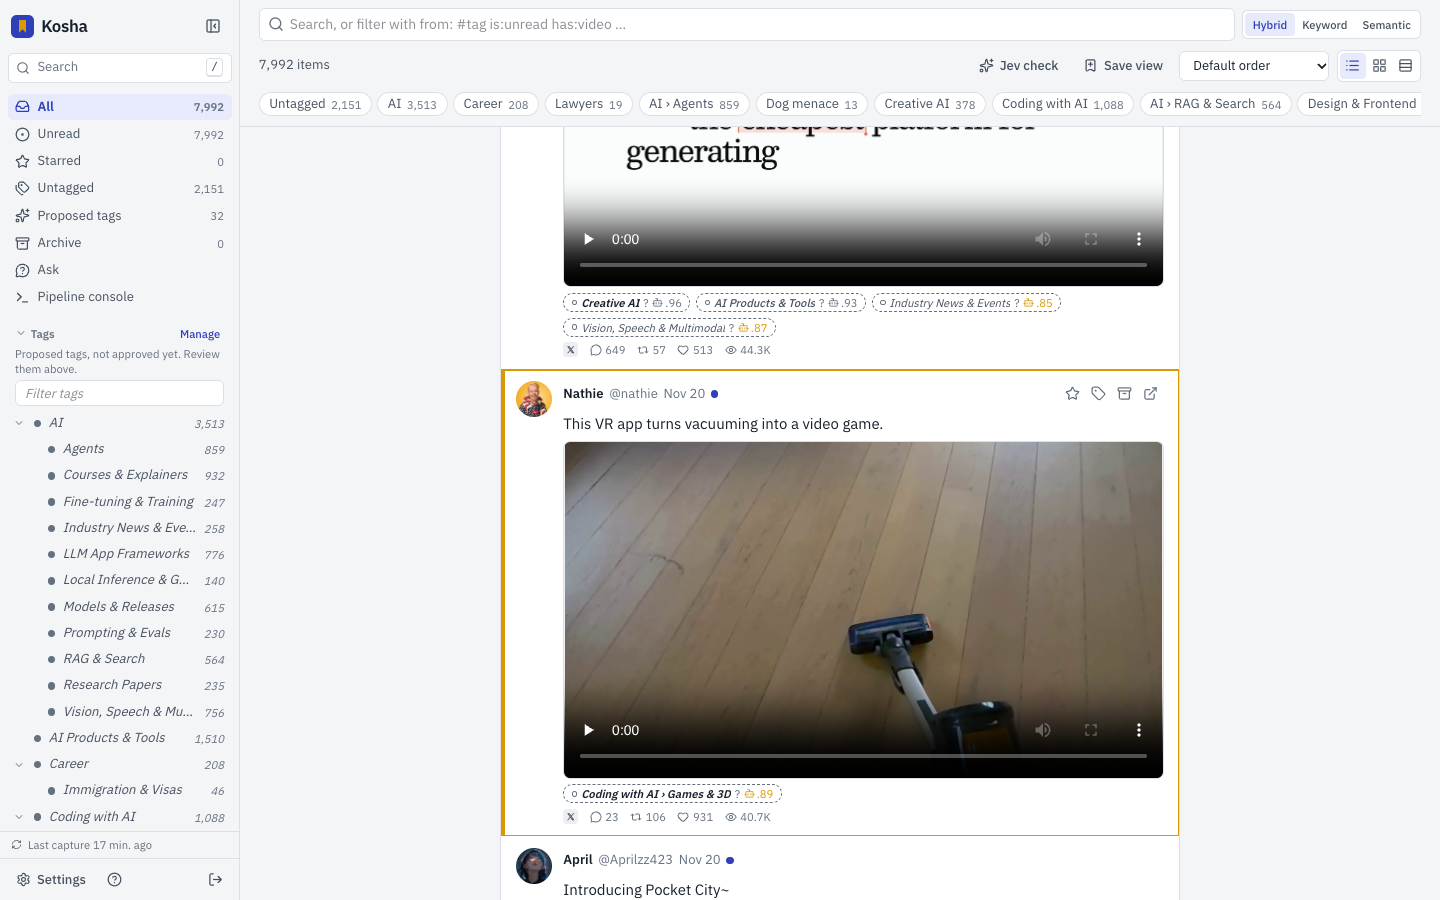 Kosha
Search /
All 7,992
Unread 7,992
Starred 0
Untagged 2,151
Proposed tags 32
Archive 0
Ask
Pipeline console
Tags Manage
Proposed tags, not approved yet. Review
them above.
Filter tags
AI 3,513
Agents 859
Courses & Explainers 932
Fine-tuning & Training 247
Industry News & Eve... 258
LLM App Frameworks 776
Local Inference & G... 140
Models & Releases 615
Prompting & Evals 230
RAG & Search 564
Research Papers 235
Vision, Speech & Mu... 756
AI Products & Tools 1,510
Career 208
Immigration & Visas 46
Coding with AI 1,088
Last capture 17 min. ago
Settings
Search, or filter with from: #tag is:unread has:video ...
Hybrid Keyword Semantic
7,992 items
Jev check Save view Default order
Untagged 2,151 AI 3,513 Career 208 Lawyers 19 AI › Agents 859 Dog menace 13 Creative AI 378 Coding with AI 1,088 AI › RAG & Search 564 Design & Frontend
the cheapest platform for
generating
0:00
Creative AI ? .96 AI Products & Tools ? .93 Industry News & Events ? .85
Vision, Speech & Multimodal ? .87
X 649 57 513 44.3K
Nathie @nathie Nov 20
This VR app turns vacuuming into a video game.
0:00
Coding with AI › Games & 3D ? .89
X 23 106 931 40.7K
April @Aprilzz423 Nov 20
Introducing Pocket City~